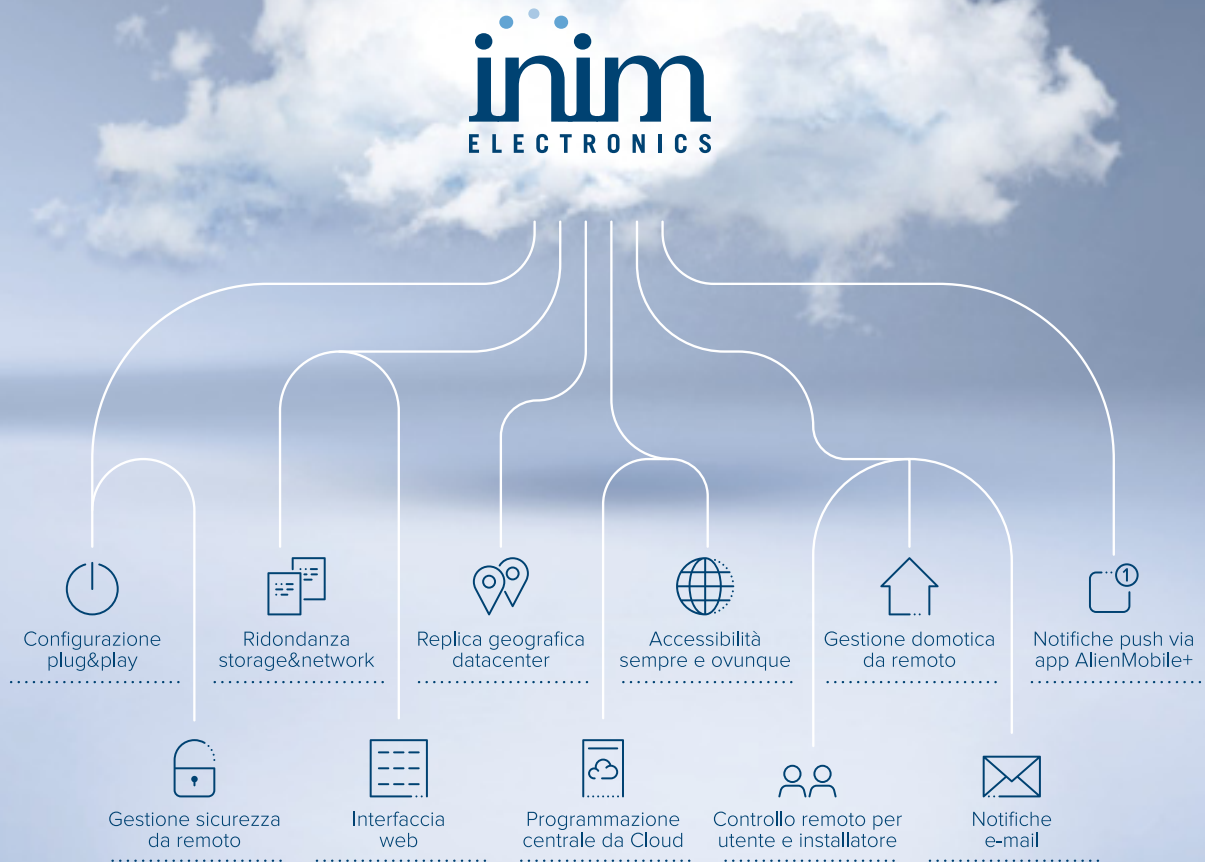 inim
ELECTRONICS
Configurazione
plug&play
Ridondanza
storage&network
Replica geografica
datacenter
Accessibilità
sempre e ovunque
Gestione domotica
da remoto
1
Notifiche push via
app AlienMobile+
Gestione sicurezza
da remoto
Interfaccia
web
Programmazione
centrale da Cloud
Controllo remoto per
utente e installatore
Notifiche
e-mail